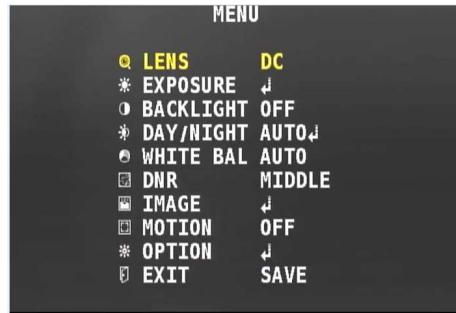 MENU
LENS DC
EXPOSURE ↲
BACKLIGHT OFF
DAY/NIGHT AUTO↲
WHITE BAL AUTO
DNR MIDDLE
IMAGE ↲
MOTION OFF
OPTION ↲
EXIT SAVE